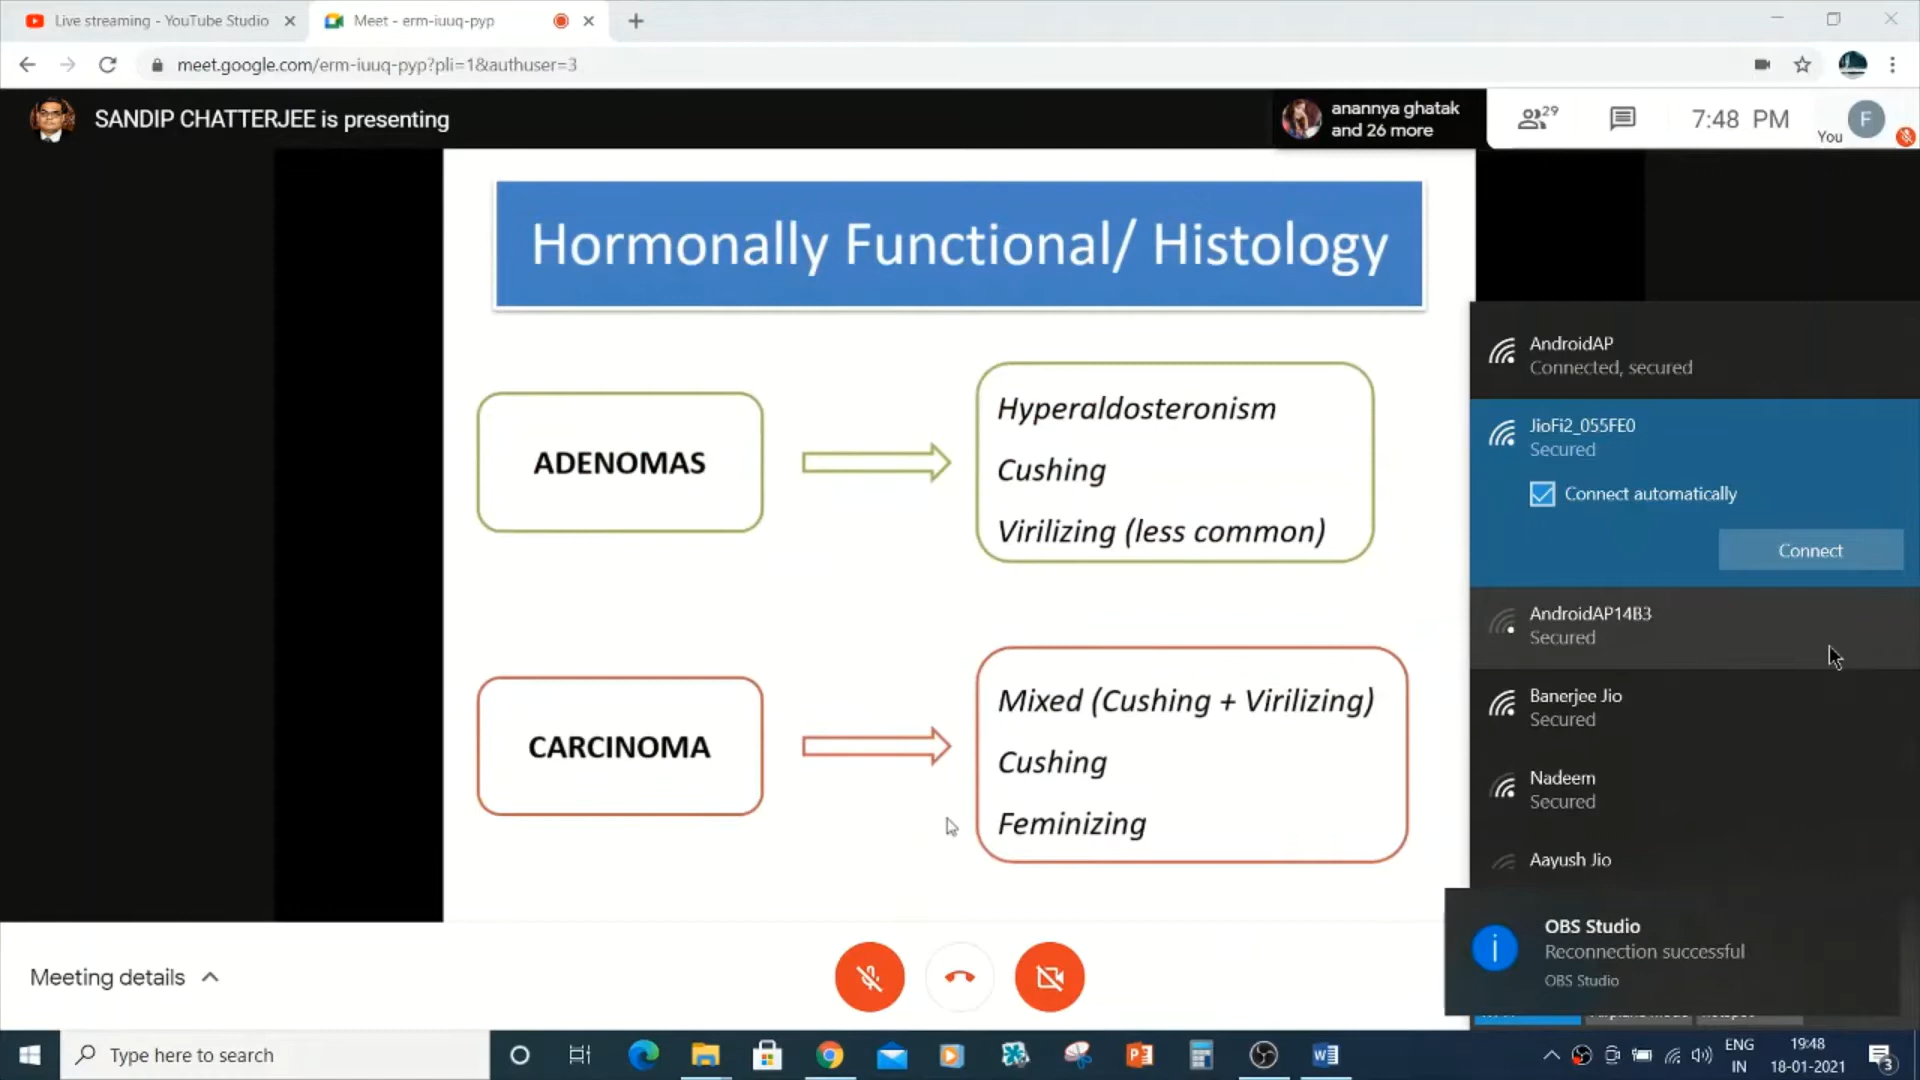 Live streaming - YouTube Studio
Meet - erm-iuuq-pyp
meet.google.com/erm-iuuq-pyp?pli=1&authuser=3
SANDIP CHATTERJEE is presenting
anannya ghatak
and 26 more
29
7:48 PM
You
F
Hormonally Functional/ Histology
ADENOMAS
Hyperaldosteronism
Cushing
Virilizing (less common)
CARCINOMA
Mixed (Cushing + Virilizing)
Cushing
Feminizing
AndroidAP
Connected, secured
JioFi2_055FE0
Secured
Connect automatically
Connect
AndroidAP14B3
Secured
Banerjee Jio
Secured
Nadeem
Secured
Aayush Jio
OBS Studio
Reconnection successful
OBS Studio
Meeting details
Type here to search
ENG
IN
19:48
18-01-2021
3